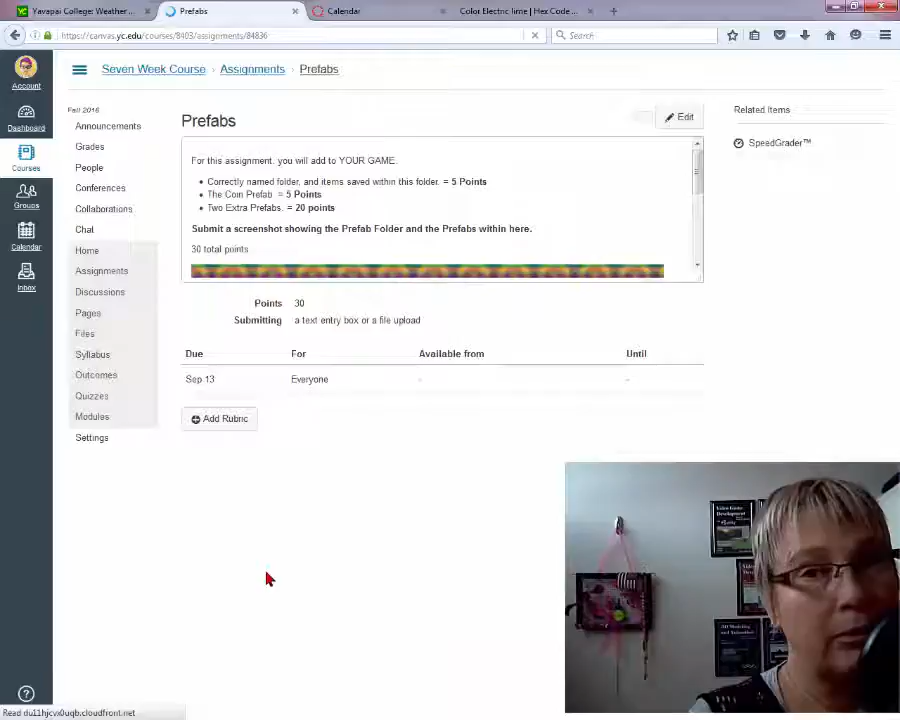 Yavapai College: Weather ...
Prefabs
Calendar
Color Electric lime | Hex Code ...
https://canvas.yc.edu/courses/8403/assignments/84836
Search
Account
Dashboard
Courses
Groups
Calendar
Inbox
Seven Week Course › Assignments › Prefabs
Fall 2016
Announcements
Grades
People
Conferences
Collaborations
Chat
Home
Assignments
Discussions
Pages
Files
Syllabus
Outcomes
Quizzes
Modules
Settings
Prefabs
Edit
For this assignment, you will add to YOUR GAME.
• Correctly named folder, and items saved within this folder. = 5 Points
• The Coin Prefab = 5 Points
• Two Extra Prefabs. = 20 points
Submit a screenshot showing the Prefab Folder and the Prefabs within here.
30 total points
Points 30
Submitting a text entry box or a file upload
Due For Available from Until
Sep 13 Everyone - -
Add Rubric
Related Items
SpeedGrader™
Video Game
Development
Read du11hjcvx0uqb.cloudfront.net